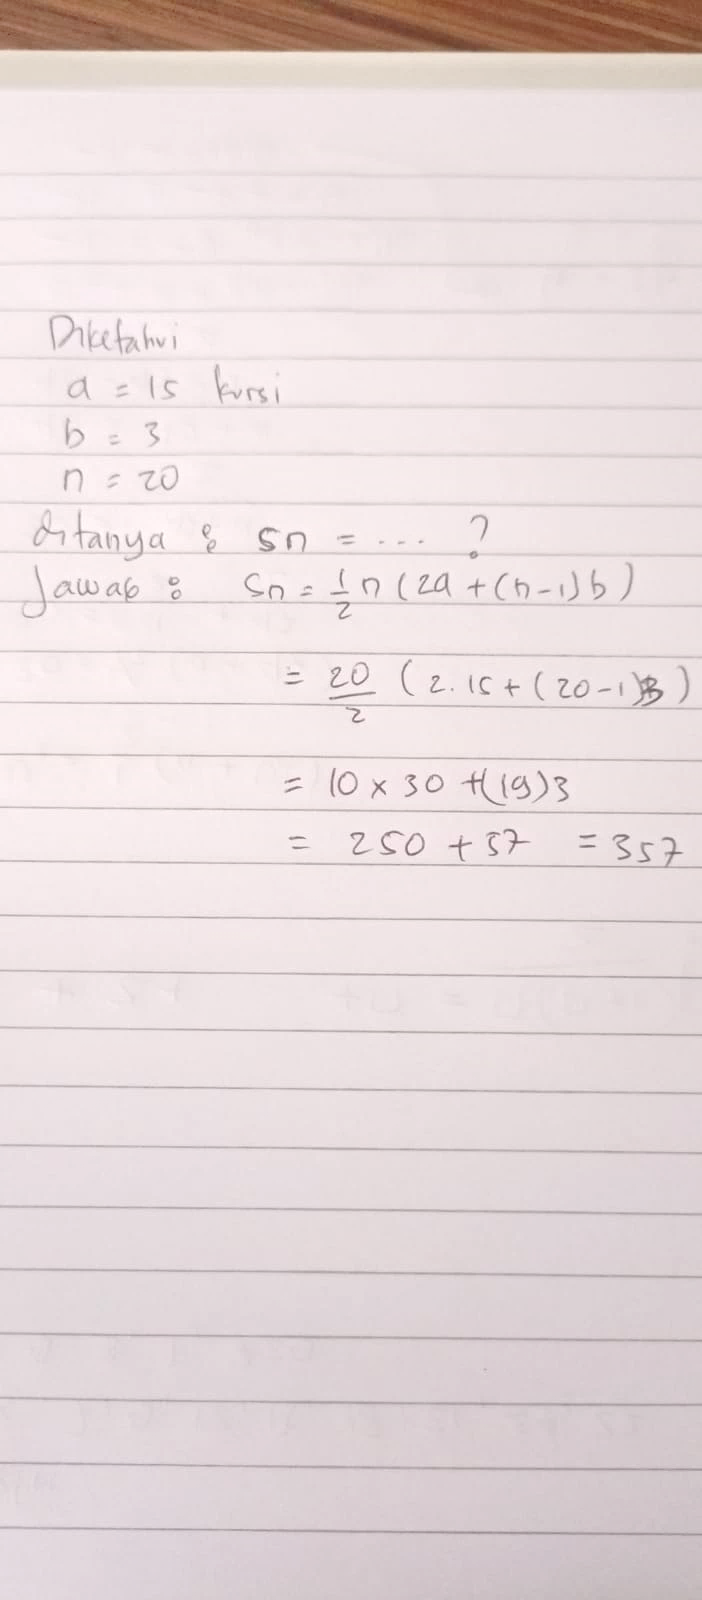 Diketahui
a = 15 kursi
b = 3
n = 20
ditanya : Sn = ... ?
Jawab : Sn = 1/2 n (2a + (n-1)b)
= 20/2 (2.15 + (20-1)3)
= 10 x 30 + (19)3
= 250 + 57 = 357